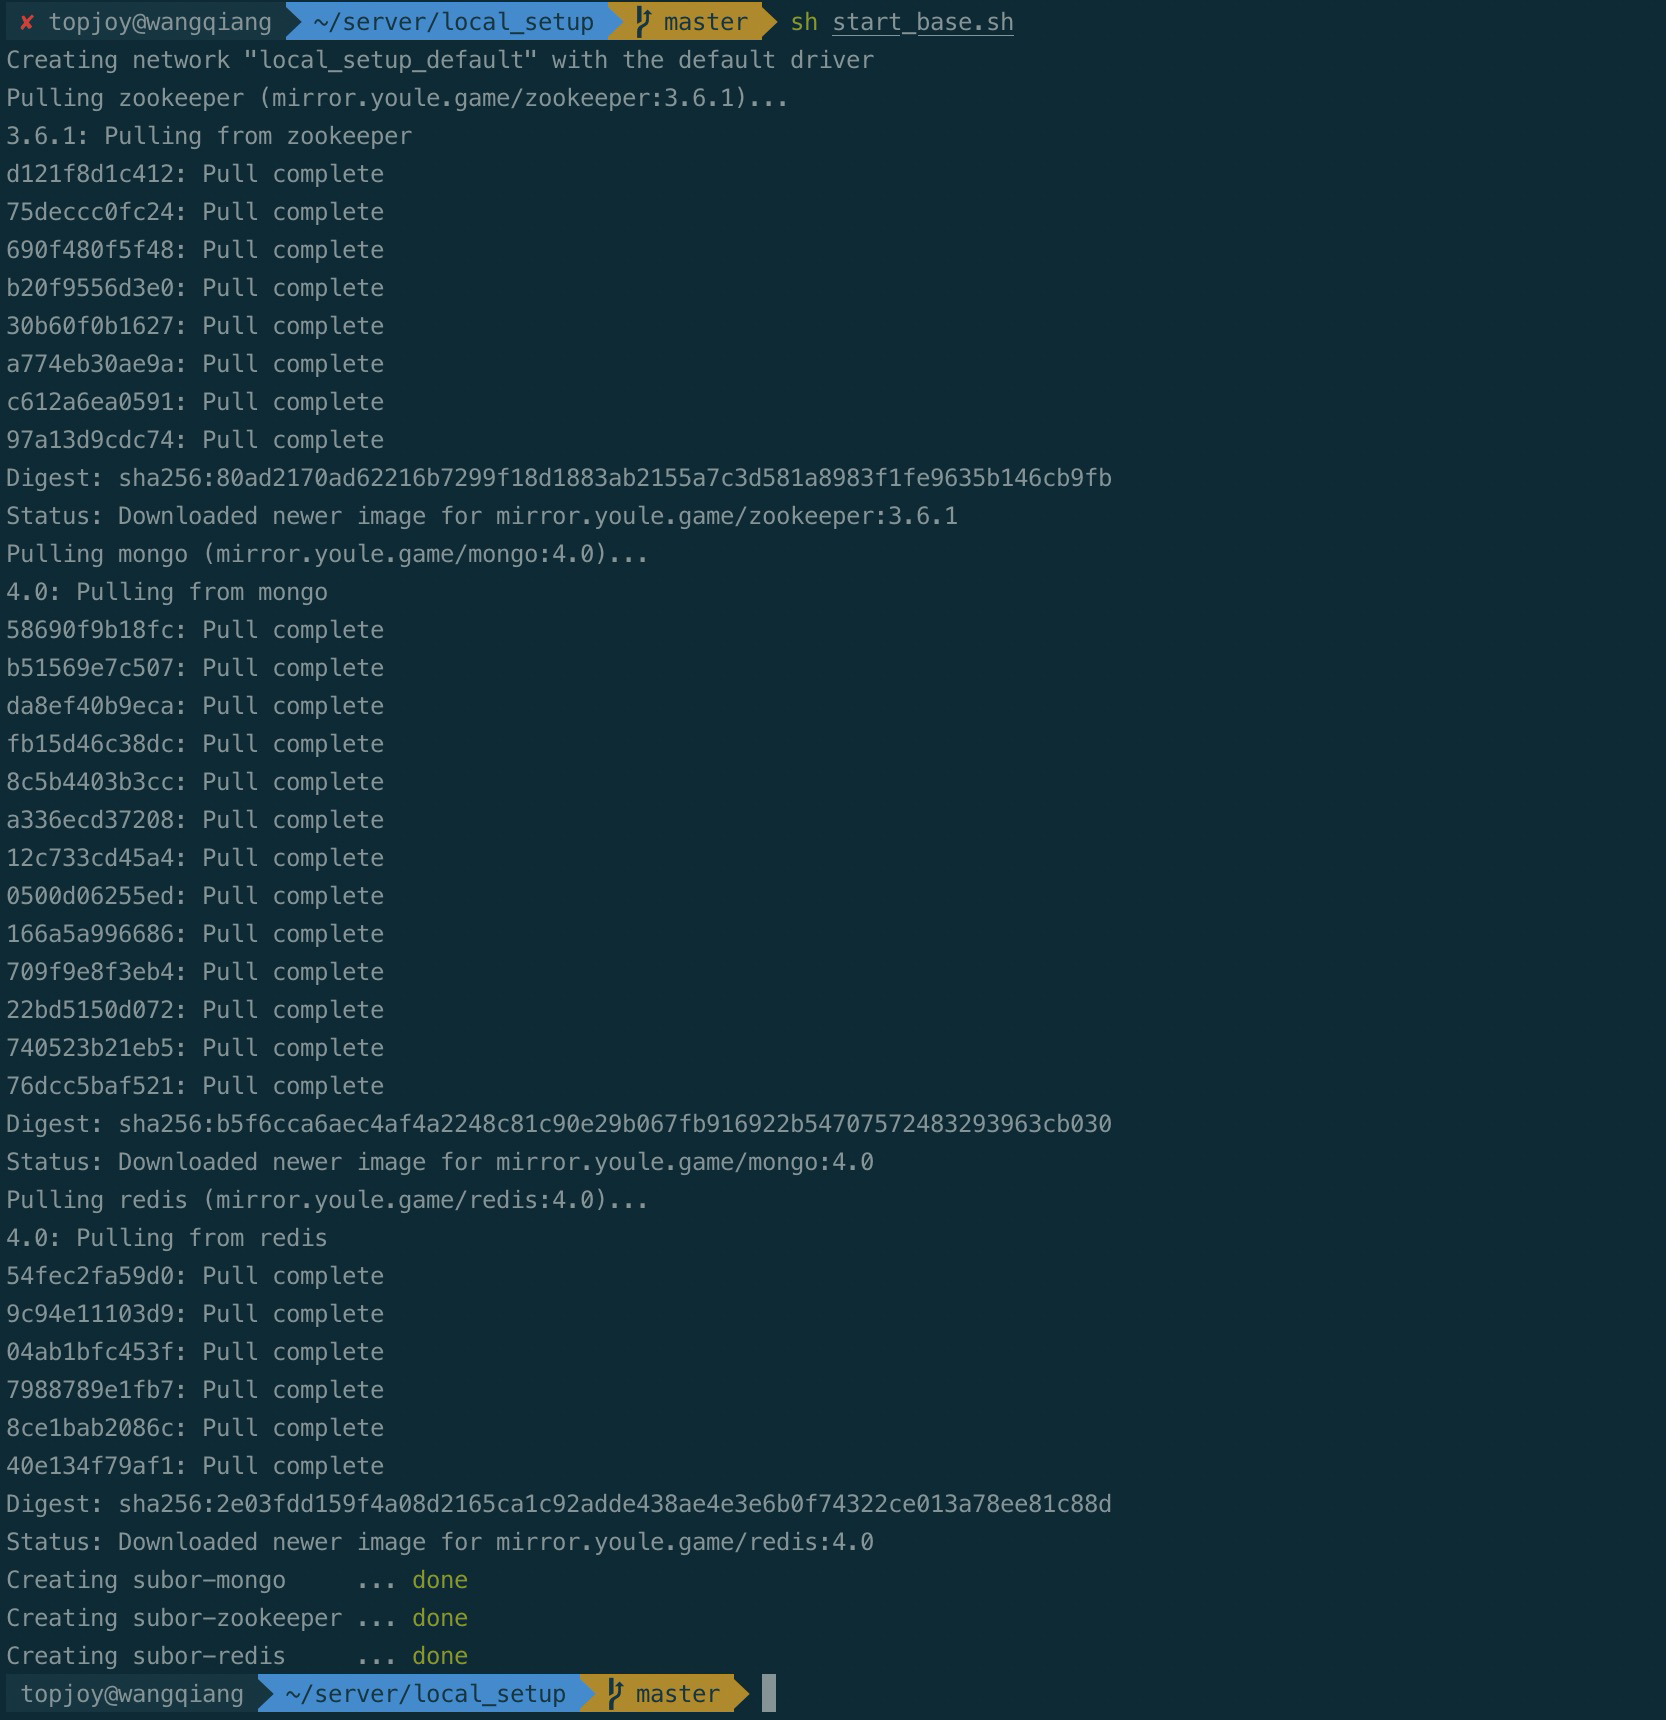 ✘ topjoy@wangqiang ~/server/local_setup master sh start_base.sh
Creating network "local_setup_default" with the default driver
Pulling zookeeper (mirror.youle.game/zookeeper:3.6.1)...
3.6.1: Pulling from zookeeper
d121f8d1c412: Pull complete
75deccc0fc24: Pull complete
690f480f5f48: Pull complete
b20f9556d3e0: Pull complete
30b60f0b1627: Pull complete
a774eb30ae9a: Pull complete
c612a6ea0591: Pull complete
97a13d9cdc74: Pull complete
Digest: sha256:80ad2170ad62216b7299f18d1883ab2155a7c3d581a8983f1fe9635b146cb9fb
Status: Downloaded newer image for mirror.youle.game/zookeeper:3.6.1
Pulling mongo (mirror.youle.game/mongo:4.0)...
4.0: Pulling from mongo
58690f9b18fc: Pull complete
b51569e7c507: Pull complete
da8ef40b9eca: Pull complete
fb15d46c38dc: Pull complete
8c5b4403b3cc: Pull complete
a336ecd37208: Pull complete
12c733cd45a4: Pull complete
0500d06255ed: Pull complete
166a5a996686: Pull complete
709f9e8f3eb4: Pull complete
22bd5150d072: Pull complete
740523b21eb5: Pull complete
76dcc5baf521: Pull complete
Digest: sha256:b5f6cca6aec4af4a2248c81c90e29b067fb916922b54707572483293963cb030
Status: Downloaded newer image for mirror.youle.game/mongo:4.0
Pulling redis (mirror.youle.game/redis:4.0)...
4.0: Pulling from redis
54fec2fa59d0: Pull complete
9c94e11103d9: Pull complete
04ab1bfc453f: Pull complete
7988789e1fb7: Pull complete
8ce1bab2086c: Pull complete
40e134f79af1: Pull complete
Digest: sha256:2e03fdd159f4a08d2165ca1c92adde438ae4e3e6b0f74322ce013a78ee81c88d
Status: Downloaded newer image for mirror.youle.game/redis:4.0
Creating subor-mongo     ... done
Creating subor-zookeeper ... done
Creating subor-redis     ... done
topjoy@wangqiang ~/server/local_setup master